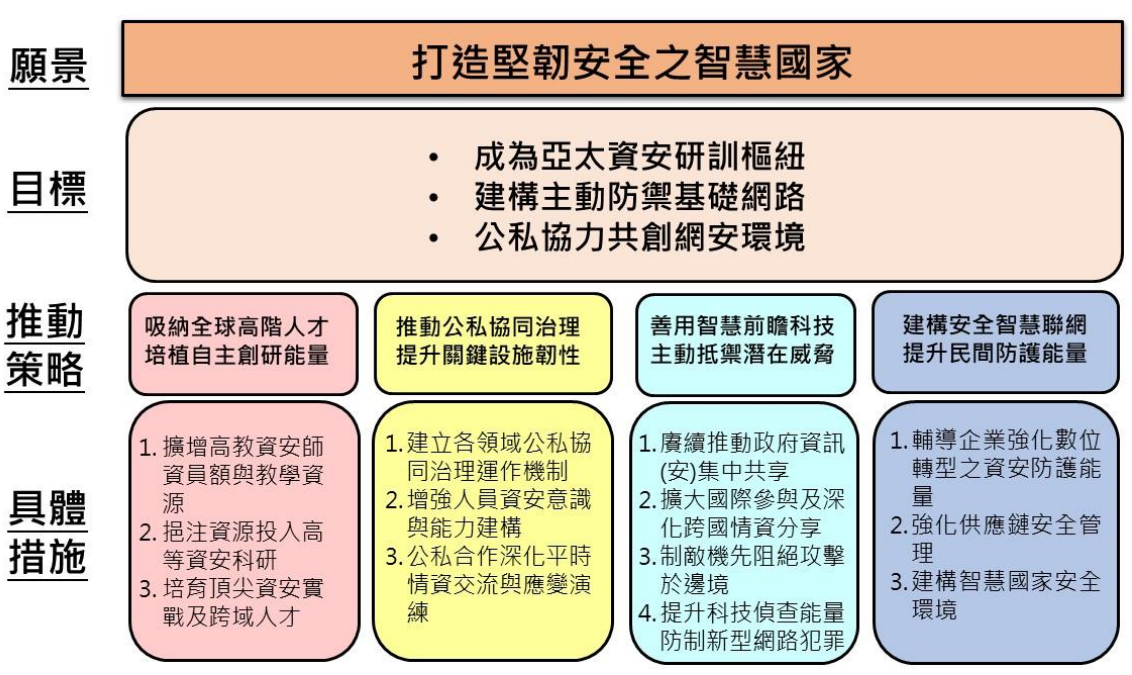 願景
打造堅韌安全之智慧國家
目標
• 成為亞太資安研訓樞紐
• 建構主動防禦基礎網路
• 公私協力共創網安環境
推動
策略
吸納全球高階人才
培植自主創研能量
推動公私協同治理
提升關鍵設施韌性
善用智慧前瞻科技
主動抵禦潛在威脅
建構安全智慧聯網
提升民間防護能量
具體
措施
1. 擴增高教資安師
資員額與教學資
源
2. 挹注資源投入高
等資安科研
3. 培育頂尖資安實
戰及跨域人才
1.建立各領域公私協
同治理運作機制
2.增強人員資安意識
與能力建構
3.公私合作深化平時
情資交流與應變演
練
1.賡續推動政府資訊
(安)集中共享
2.擴大國際參與及深
化跨國情資分享
3.制敵機先阻絕攻擊
於邊境
4.提升科技偵查能量
防制新型網路犯罪
1.輔導企業強化數位
轉型之資安防護能
量
2.強化供應鏈安全管
理
3.建構智慧國家安全
環境